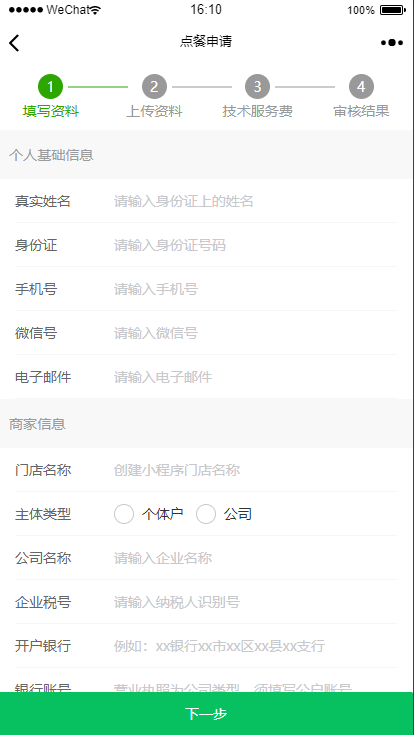 WeChat 16:10 100%
点餐申请
1 2 3 4
填写资料 上传资料 技术服务费 审核结果
个人基础信息
真实姓名 请输入身份证上的姓名
身份证 请输入身份证号码
手机号 请输入手机号
微信号 请输入微信号
电子邮件 请输入电子邮件
商家信息
门店名称 创建小程序门店名称
主体类型 个体户 公司
公司名称 请输入企业名称
企业税号 请输入纳税人识别号
开户银行 例如：xx银行xx市xx区xx县xx支行
银行账号 营业执照为公司类型，须填写公户账号
下一步